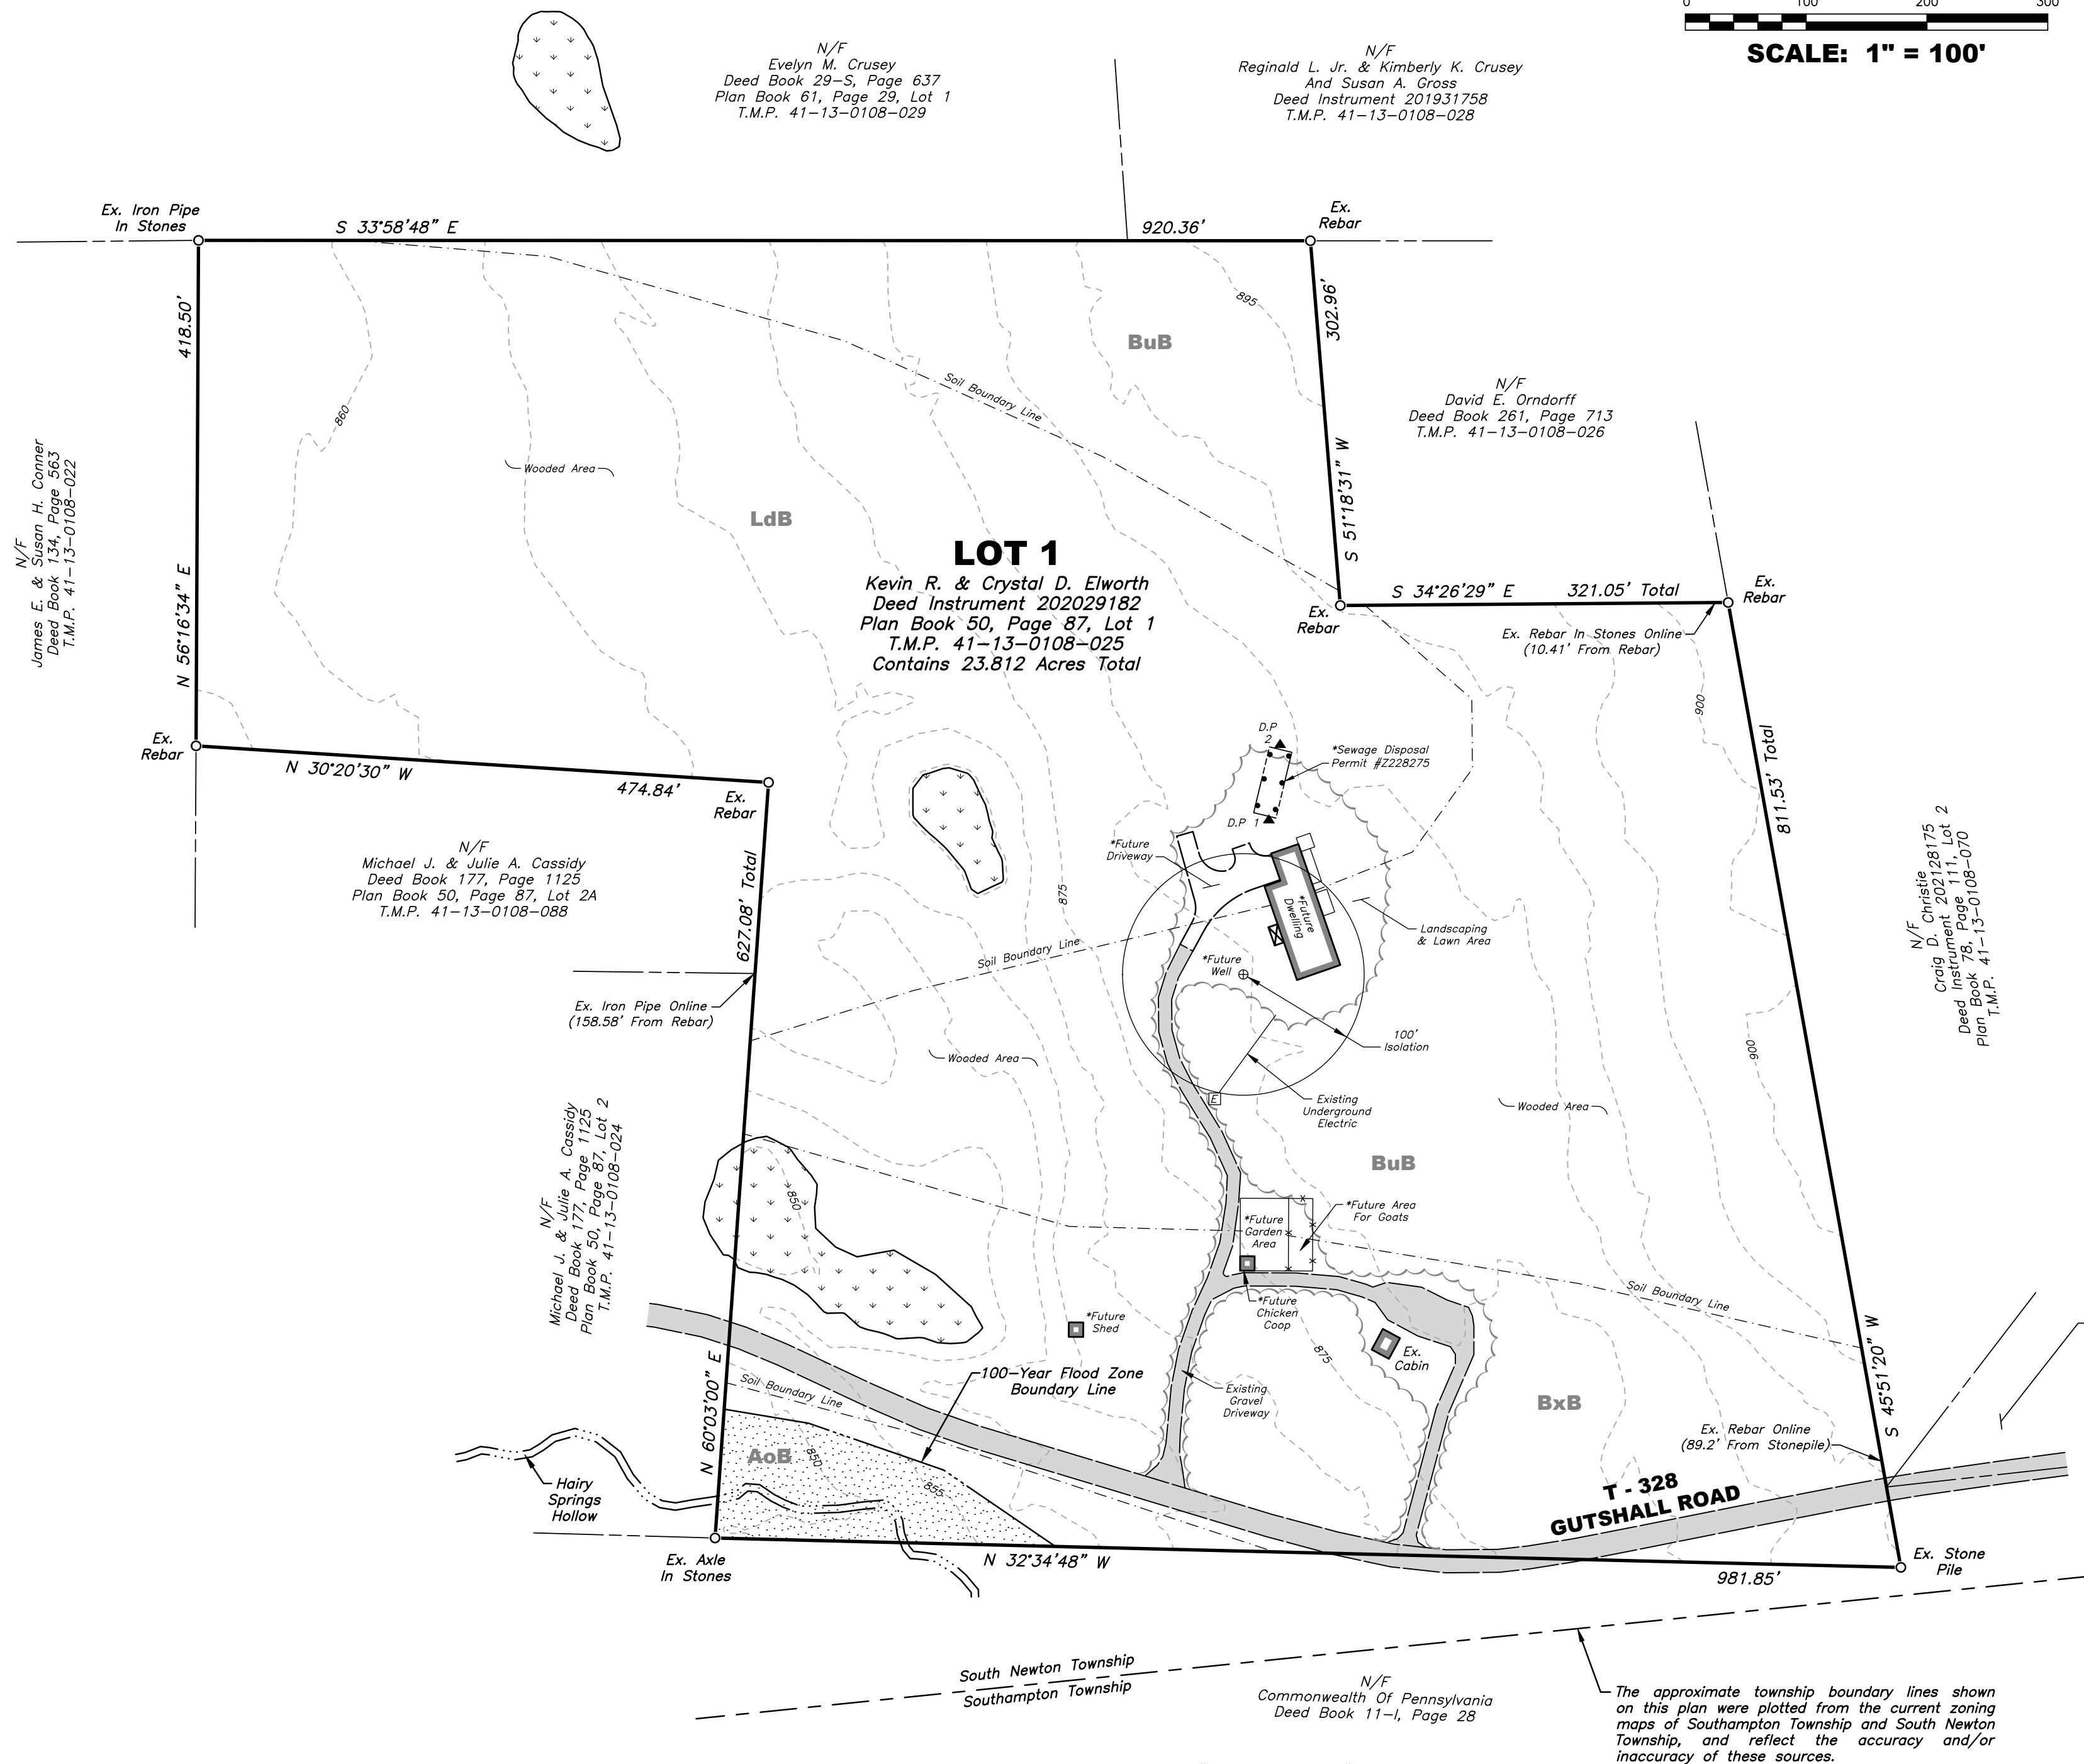 0 100 200 300
SCALE: 1" = 100'
N/F
Evelyn M. Crusey
Deed Book 29-S, Page 637
Plan Book 61, Page 29, Lot 1
T.M.P. 41-13-0108-029
N/F
Reginald L. Jr. & Kimberly K. Crusey
And Susan A. Gross
Deed Instrument 201931758
T.M.P. 41-13-0108-028
Ex. Iron Pipe
In Stones
S 33°58'48" E
920.36'
Ex.
Rebar
418.50'
N 56°16'34" E
302.96'
S 51°18'31" W
895
BuB
860
Soil Boundary Line
Wooded Area
LdB
N/F
David E. Orndorff
Deed Book 261, Page 713
T.M.P. 41-13-0108-026
N/F
James E. & Susan H. Conner
Deed Book 134, Page 563
T.M.P. 41-13-0108-022
LOT 1
Kevin R. & Crystal D. Elworth
Deed Instrument 202029182
Plan Book 50, Page 87, Lot 1
T.M.P. 41-13-0108-025
Contains 23.812 Acres Total
Ex.
Rebar
S 34°26'29" E
321.05' Total
Ex.
Rebar
Ex. Rebar In Stones Online
(10.41' From Rebar)
900
811.53' Total
Ex.
Rebar
N 30°20'30" W
474.84'
Ex.
Rebar
D.P
2
*Sewage Disposal
Permit #Z228275
D.P 1
*Future
Driveway
*Future
Dwelling
Landscaping
& Lawn Area
N/F
Michael J. & Julie A. Cassidy
Deed Book 177, Page 1125
Plan Book 50, Page 87, Lot 2A
T.M.P. 41-13-0108-088
627.08' Total
875
Soil Boundary Line
*Future
Well
N/F
Craig D. Christie
Deed Instrument 202128175
Plan Book 78, Page 111, Lot 2
T.M.P. 41-13-0108-070
Ex. Iron Pipe Online
(158.58' From Rebar)
100'
Isolation
900
Wooded Area
E
Existing
Underground
Electric
Wooded Area
N/F
Michael J. & Julie A. Cassidy
Deed Book 177, Page 1125
Plan Book 50, Page 87, Lot 2
T.M.P. 41-13-0108-024
BuB
850
*Future
Garden
Area
*Future Area
For Goats
Soil Boundary Line
*Future
Shed
*Future
Chicken
Coop
875
Ex.
Cabin
N 60°03'00" E
100-Year Flood Zone
Boundary Line
Soil Boundary Line
Existing
Gravel
Driveway
BxB
S 45°51'20" W
Ex. Rebar Online
(89.2' From Stonepile)
AoB
850
855
Hairy
Springs
Hollow
T - 328
GUTSHALL ROAD
Ex. Axle
In Stones
N 32°34'48" W
981.85'
Ex. Stone
Pile
South Newton Township
Southampton Township
N/F
Commonwealth Of Pennsylvania
Deed Book 11-I, Page 28
The approximate township boundary lines shown
on this plan were plotted from the current zoning
maps of Southampton Township and South Newton
Township, and reflect the accuracy and/or
inaccuracy of these sources.